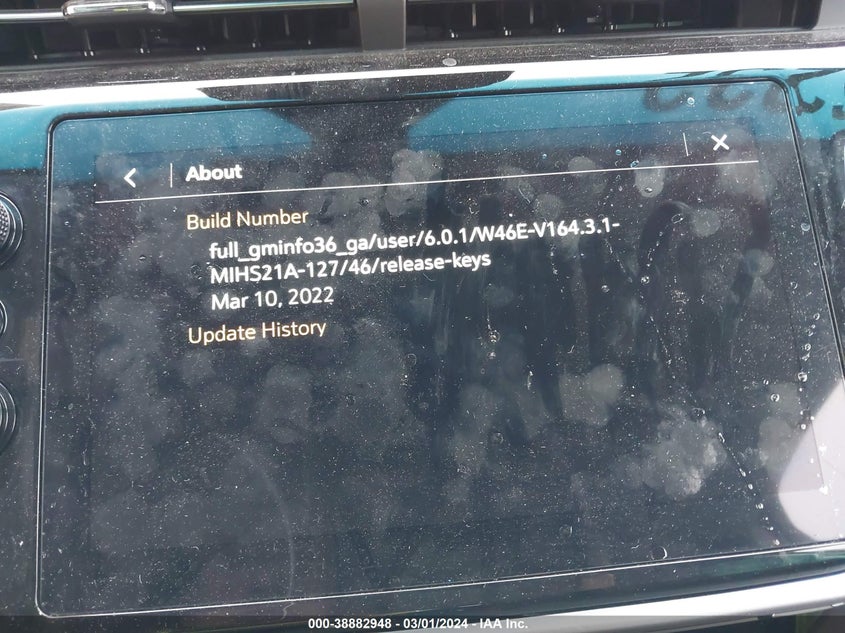 About
Build Number
full_gminfo36_ga/user/6.0.1/W46E-V164.3.1-
MIHS21A-127/46/release-keys
Mar 10, 2022
Update History
000-38882948 - 03/01/2024 - IAA Inc.